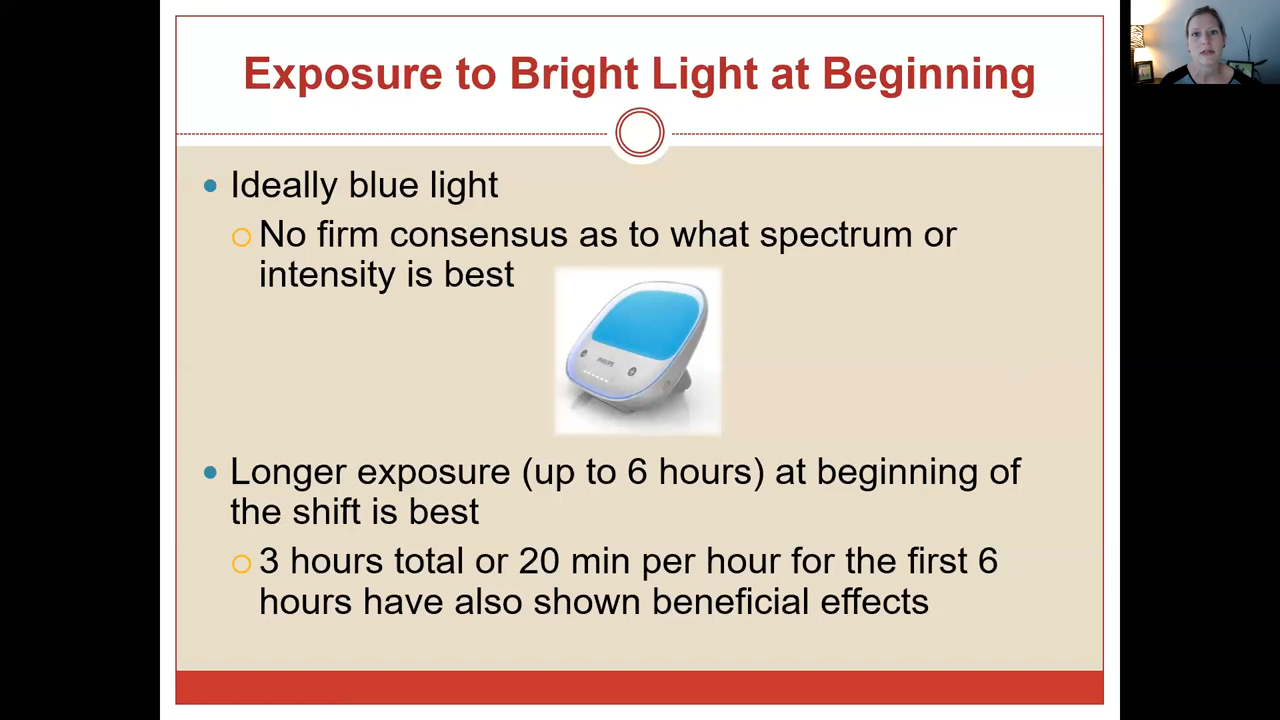 Exposure to Bright Light at Beginning
Ideally blue light
No firm consensus as to what spectrum or
intensity is best
PHILIPS
Longer exposure (up to 6 hours) at beginning of
the shift is best
3 hours total or 20 min per hour for the first 6
hours have also shown beneficial effects